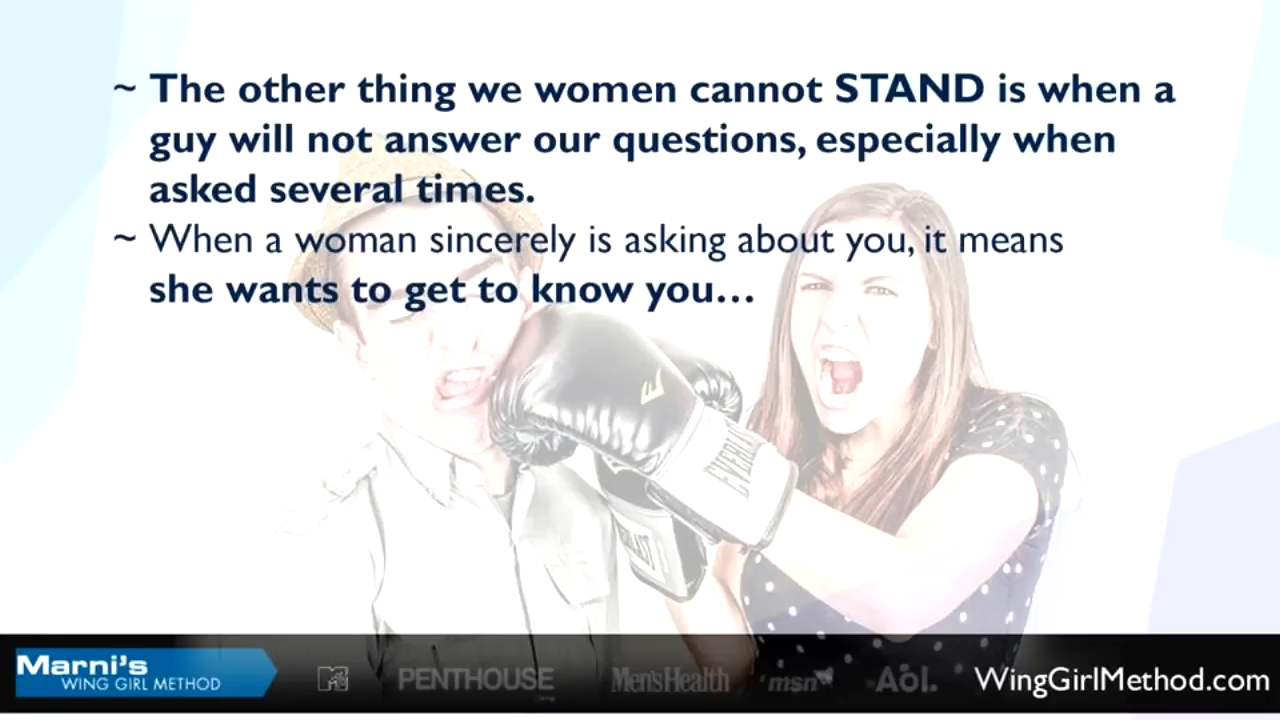 ~ The other thing we women cannot STAND is when a
guy will not answer our questions, especially when
asked several times.
~ When a woman sincerely is asking about you, it means
she wants to get to know you…
E
EVERLAST
Marni's
WING GIRL METHOD
PENTHOUSE
Men'sHealth
msn
Aol.
WingGirlMethod.com